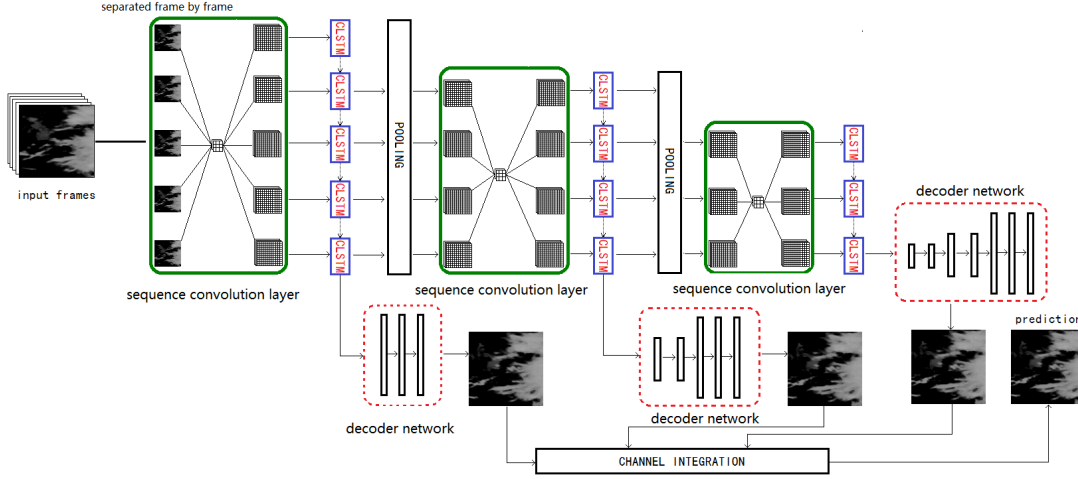 separated frame by frame
input frames
CLSTM
CLSTM
CLSTM
CLSTM
CLSTM
sequence convolution layer
POOLING
CLSTM
CLSTM
CLSTM
CLSTM
sequence convolution layer
POOLING
CLSTM
CLSTM
CLSTM
sequence convolution layer
decoder network
prediction
decoder network
decoder network
CHANNEL INTEGRATION